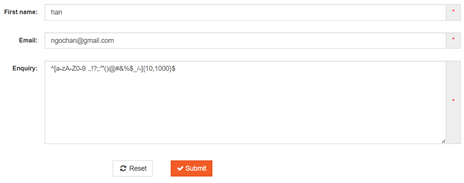 First name: han *
Email: ngochan@gmail.com *
Enquiry: ^[a-zA-Z0-9 .,!?;:'"()@#&%$_/-]{10,1000}$ *
Reset Submit